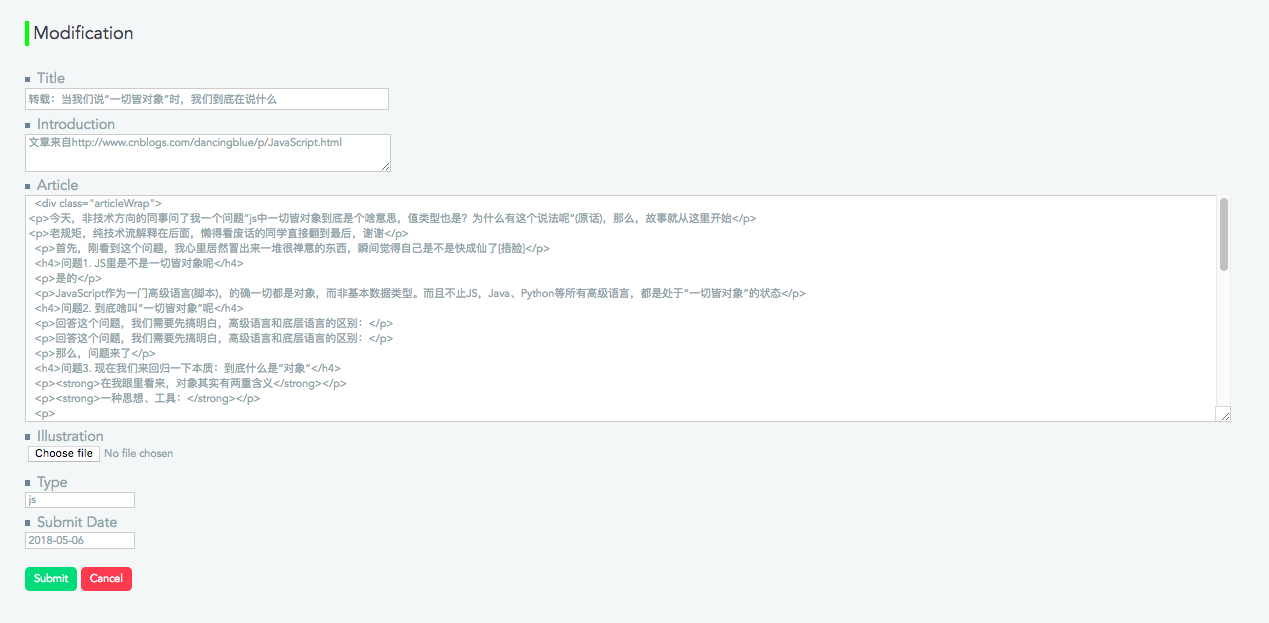 Modification
Title
转载：当我们说“一切皆对象”时，我们到底在说什么
Introduction
文章来自http://www.cnblogs.com/dancingblue/p/JavaScript.html
Article
<div class="articleWrap">
<p>今天，非技术方向的同事问了我一个问题“js中一切皆对象到底是个啥意思，值类型也是？为什么有这个说法呢”(原话)，那么，故事就从这里开始</p>
<p>老规矩，纯技术流解释在后面，懒得看废话的同学直接翻到最后，谢谢</p>
<p>首先，刚看到这个问题，我心里居然冒出来一堆很禅意的东西，瞬间觉得自己是不是快成仙了[捂脸]</p>
<h4>问题1. JS里是不是一切皆对象呢</h4>
<p>是的</p>
<p>JavaScript作为一门高级语言(脚本)，的确一切都是对象，而非基本数据类型。而且不止JS，Java、Python等所有高级语言，都是处于“一切皆对象”的状态</p>
<h4>问题2. 到底啥叫“一切皆对象”呢</h4>
<p>回答这个问题，我们需要先搞明白，高级语言和底层语言的区别：</p>
<p>回答这个问题，我们需要先搞明白，高级语言和底层语言的区别：</p>
<p>那么，问题来了</p>
<h4>问题3. 现在我们来回归一下本质：到底什么是“对象”</h4>
<p><strong>在我眼里看来，对象其实有两重含义</strong></p>
<p><strong>一种思想、工具：</strong></p>
<p>
Illustration
Choose file No file chosen
Type
js
Submit Date
2018-05-06
Submit Cancel